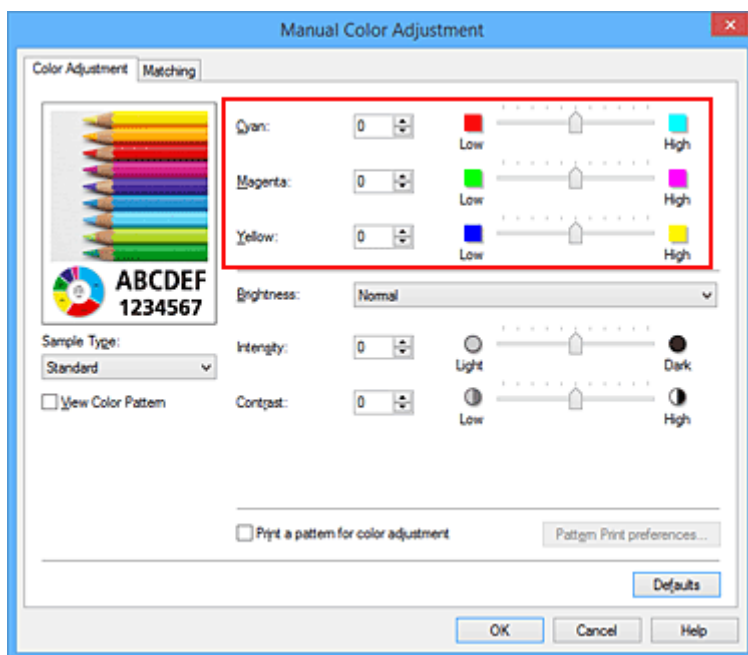 Manual Color Adjustment
Color Adjustment Matching
Cyan: 0 Low High
Magenta: 0 Low High
Yellow: 0 Low High
ABCDEF
1234567
Brightness: Normal
Sample Type:
Standard
Intensity: 0 Light Dark
View Color Pattern
Contrast: 0 Low High
Print a pattern for color adjustment Pattern Print preferences...
Defaults
OK Cancel Help